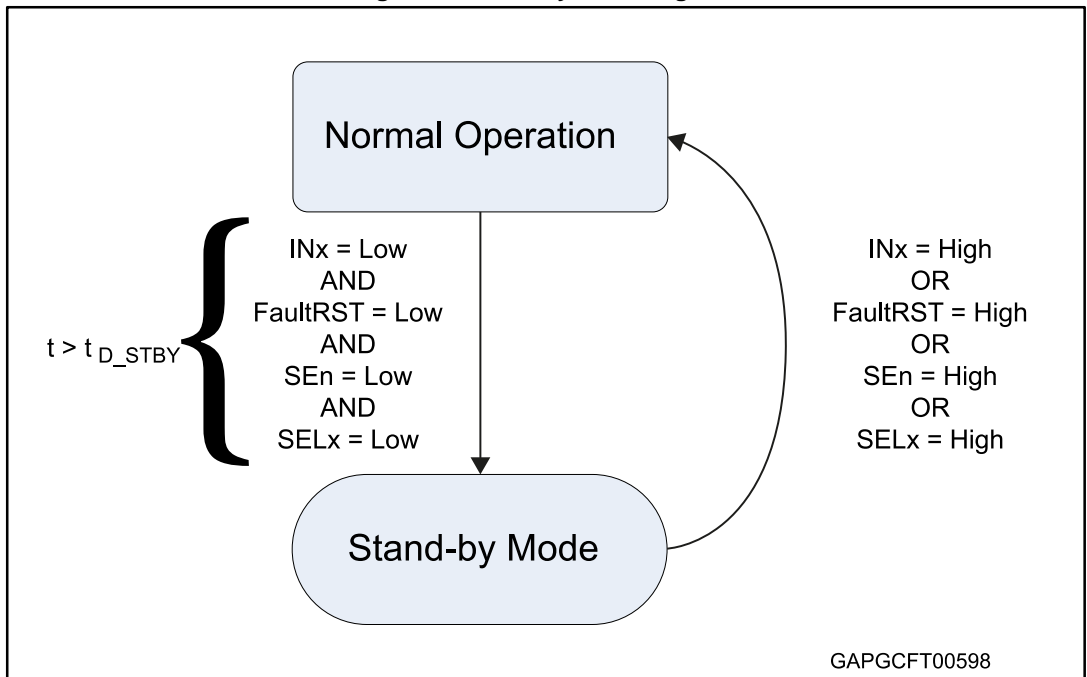 Normal Operation
INx = Low
AND
FaultRST = Low
AND
SEn = Low
AND
SELx = Low
t > t D_STBY
INx = High
OR
FaultRST = High
OR
SEn = High
OR
SELx = High
Stand-by Mode
GAPGCFT00598